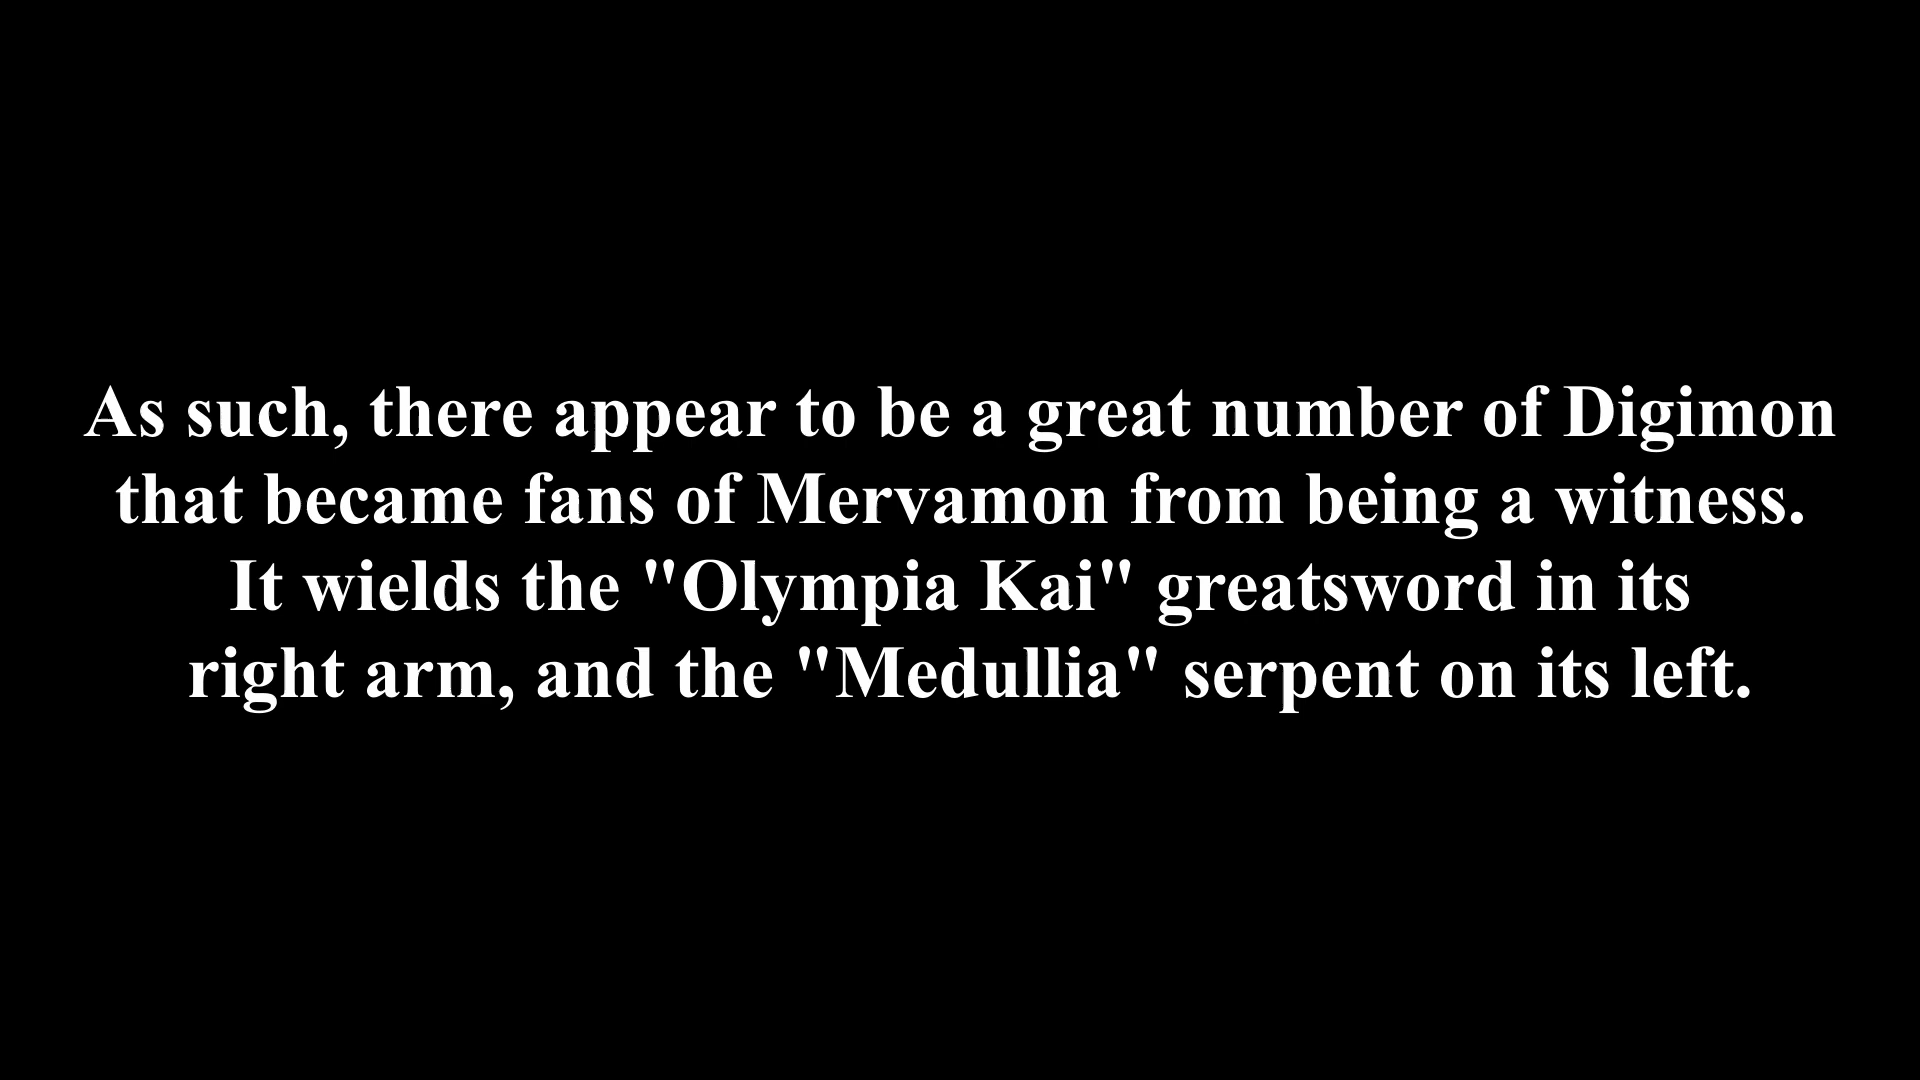 As such, there appear to be a great number of Digimon
that became fans of Mervamon from being a witness.
It wields the "Olympia Kai" greatsword in its
right arm, and the "Medullia" serpent on its left.